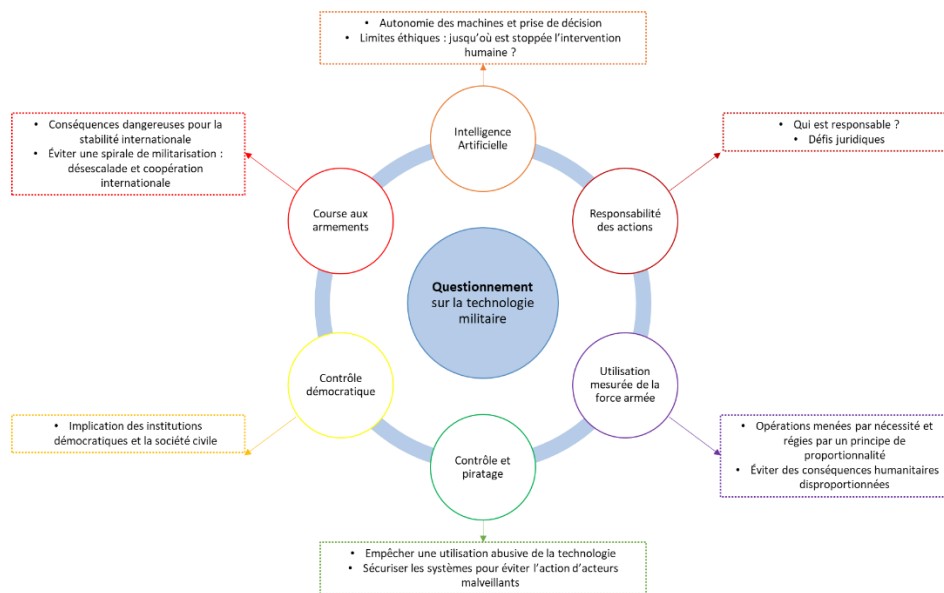 • Autonomie des machines et prise de décision
• Limites éthiques : jusqu'où est stoppée l'intervention
humaine ?
Intelligence
Artificielle
• Conséquences dangereuses pour la
stabilité internationale
• Éviter une spirale de militarisation :
désescalade et coopération
internationale
Course aux
armements
• Qui est responsable ?
• Défis juridiques
Responsabilité
des actions
Questionnement
sur la technologie
militaire
Contrôle
démocratique
• Implication des institutions
démocratiques et la société civile
Utilisation
mesurée de la
force armée
• Opérations menées par nécessité et
régies par un principe de
proportionnalité
• Éviter des conséquences humanitaires
disproportionnées
Contrôle et
piratage
• Empêcher une utilisation abusive de la technologie
• Sécuriser les systèmes pour éviter l'action d'acteurs
malveillants